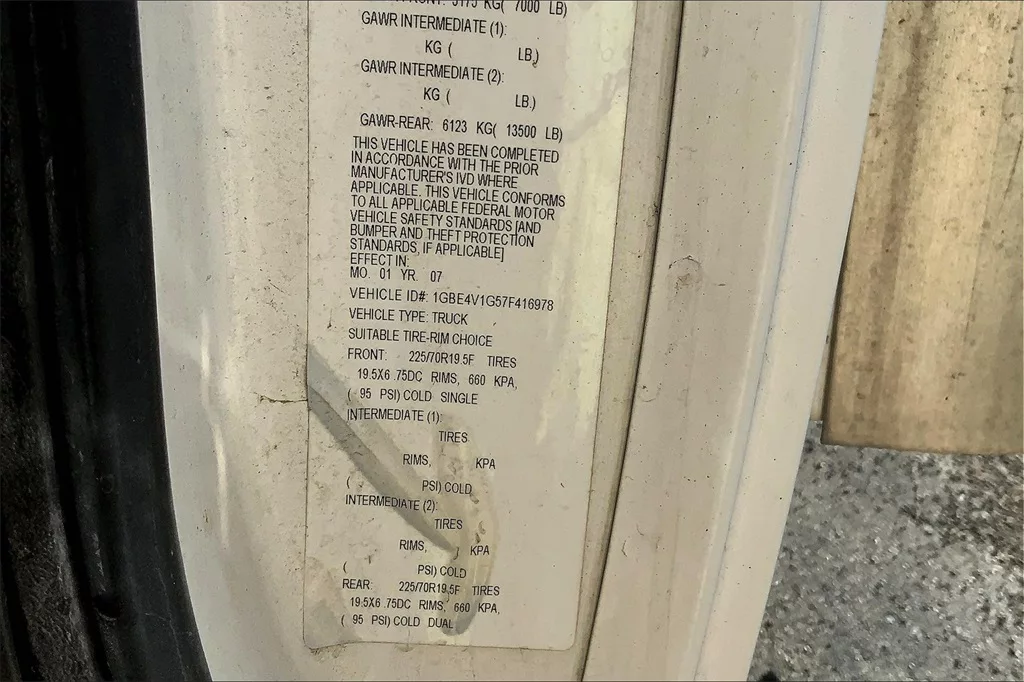 FRONT: 3175 KG( 7000 LB)
GAWR INTERMEDIATE (1):
KG ( LB.)
GAWR INTERMEDIATE (2):
KG ( LB.)
GAWR-REAR: 6123 KG( 13500 LB)
THIS VEHICLE HAS BEEN COMPLETED
IN ACCORDANCE WITH THE PRIOR
MANUFACTURER'S IVD WHERE
APPLICABLE. THIS VEHICLE CONFORMS
TO ALL APPLICABLE FEDERAL MOTOR
VEHICLE SAFETY STANDARDS [AND
BUMPER AND THEFT PROTECTION
STANDARDS, IF APPLICABLE]
EFFECT IN:
MO. 01 YR. 07
VEHICLE ID#: 1GBE4V1G57F416978
VEHICLE TYPE: TRUCK
SUITABLE TIRE-RIM CHOICE
FRONT: 225/70R19.5F TIRES
19.5X6 .75DC RIMS, 660 KPA,
( 95 PSI) COLD SINGLE
INTERMEDIATE (1):
TIRES
RIMS, KPA
( PSI) COLD
INTERMEDIATE (2):
TIRES
RIMS, KPA
( PSI) COLD
REAR: 225/70R19.5F TIRES
19.5X6 .75DC RIMS, 660 KPA,
( 95 PSI) COLD DUAL